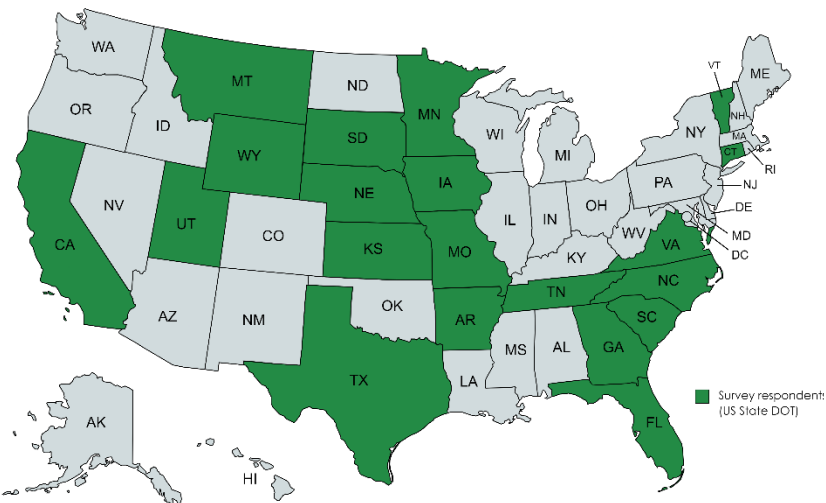 WA
MT
ND
MN
VT
ME
OR
ID
WI
NY
NH
MA
SD
MI
CT
RI
WY
IA
PA
NJ
NE
NV
UT
IL
IN
OH
DE
CA
CO
WV
MD
KS
MO
KY
VA
DC
TN
NC
AZ
NM
OK
AR
SC
MS
AL
GA
TX
LA
Survey respondents
(US State DOT)
AK
FL
HI